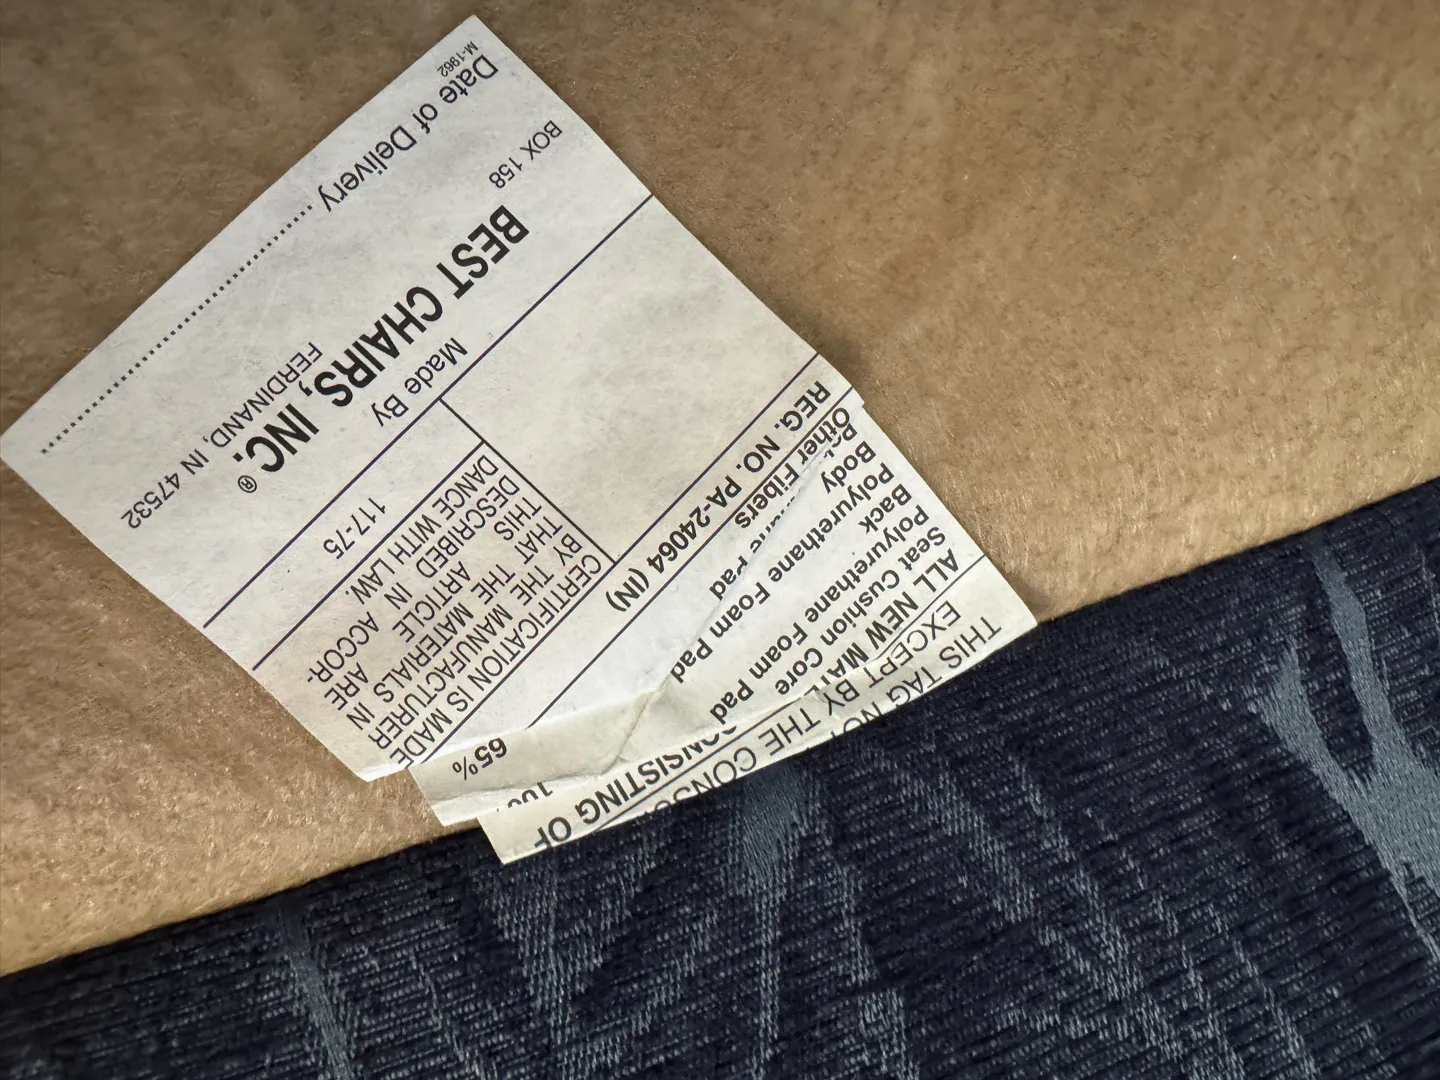 THIS TAG NOT
EXCEPT BY THE CONSU
ALL NEW MAT
CONSISTING OF
Seat Cushion Core
Polyurethane Foam Pad
Back
Polyurethane Foam Pad
Body
Pad
Other Fibers
65%
REG. NO. PA-24064 (IN)
CERTIFICATION IS MADE
BY THE MANUFACTURER
THAT THE MATERIALS IN
THIS ARTICLE ARE
DESCRIBED IN ACCOR-
DANCE WITH LAW.
117-75
Made By
BEST CHAIRS, INC.®
BOX 158
FERDINAND, IN 47532
Date of Delivery
M-1962